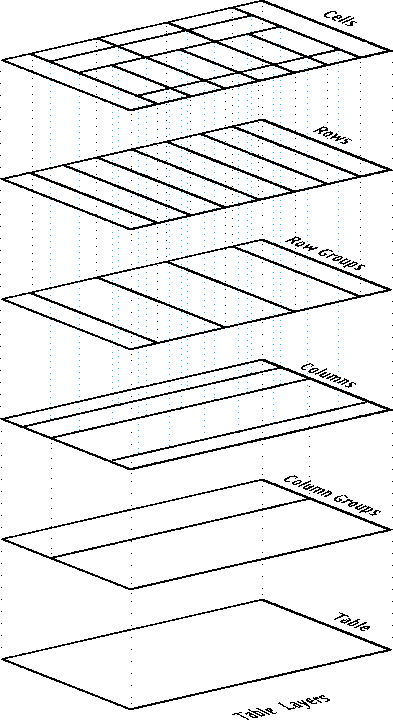 Cells
Rows
Row Groups
Columns
Column Groups
Table
Table Layers